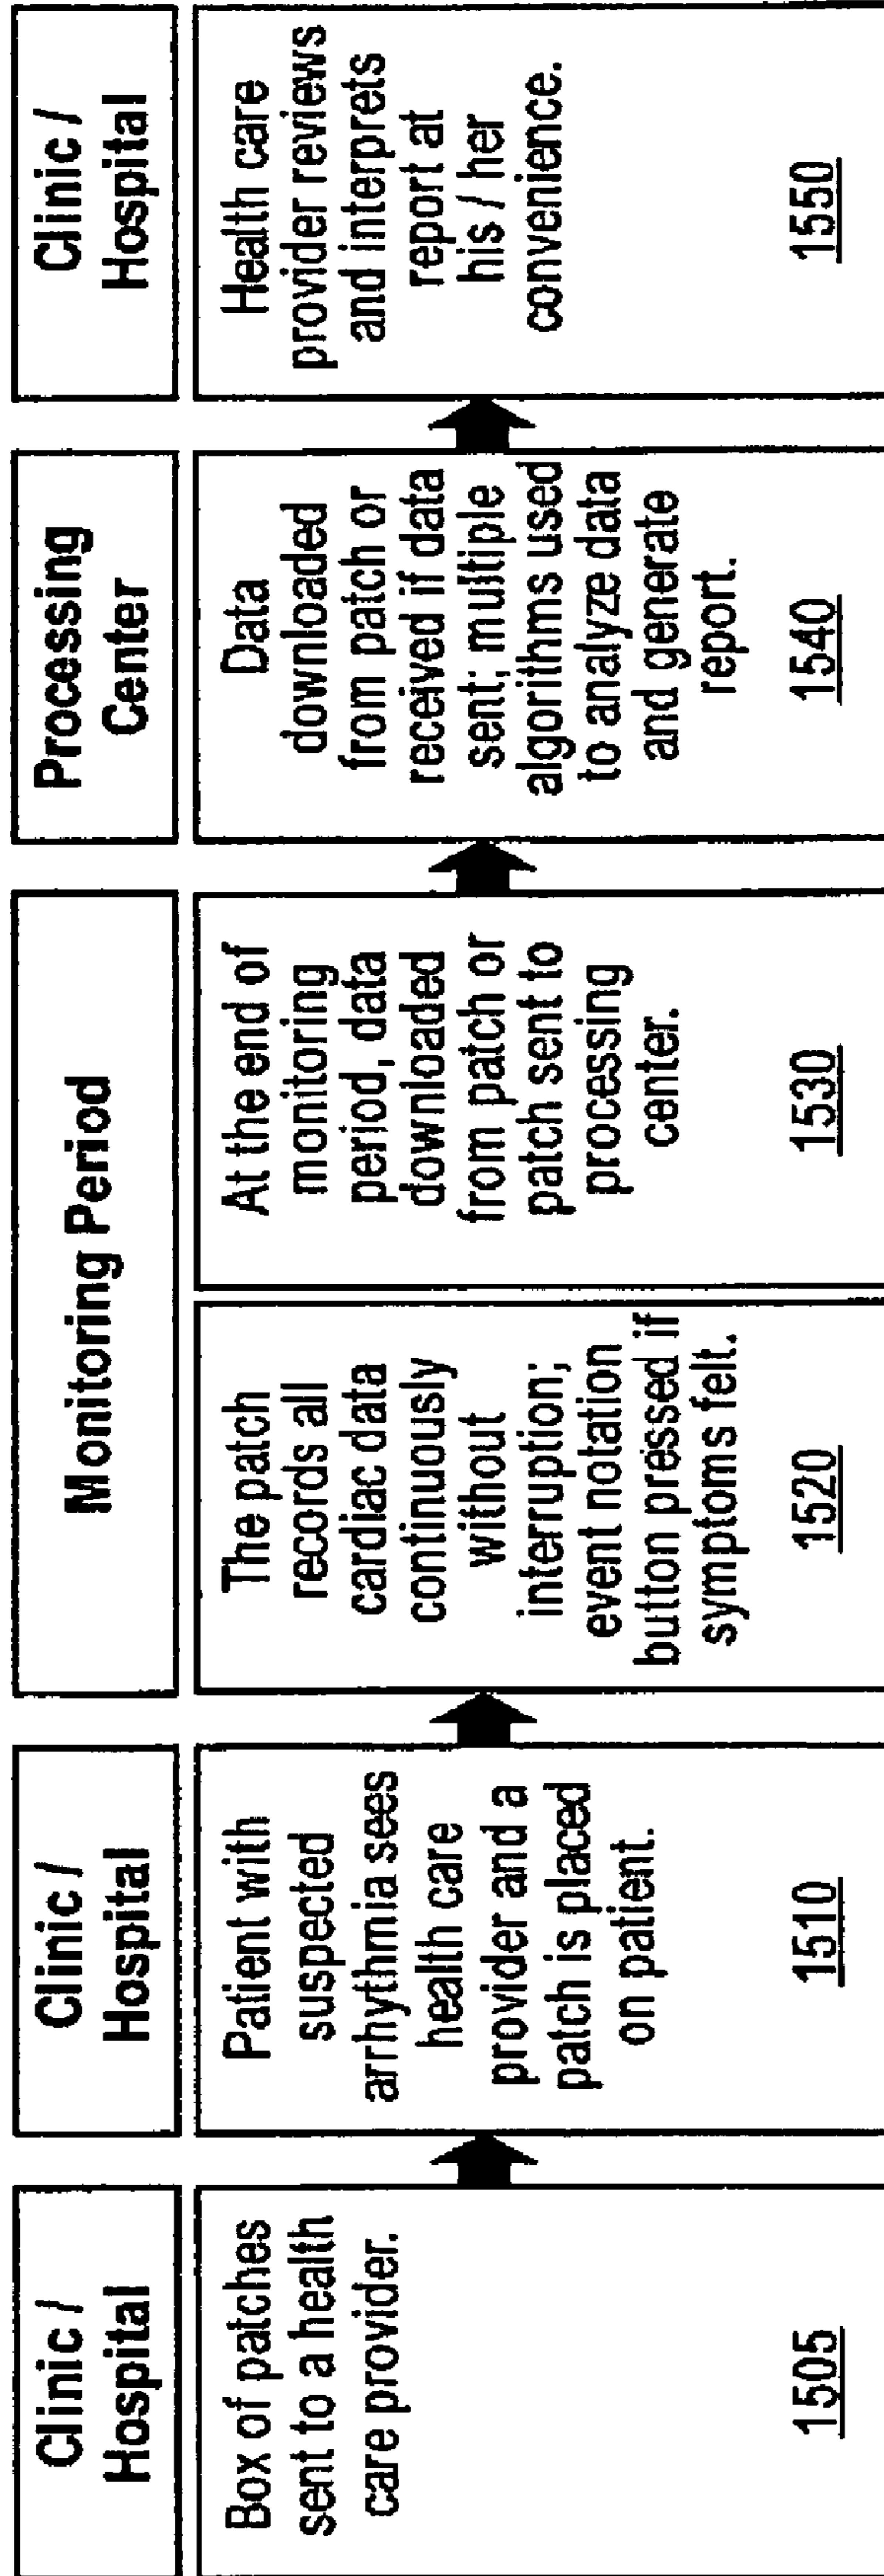 Clinic /
Hospital
Box of patches
sent to a health
care provider.
1505
Clinic /
Hospital
Patient with
suspected
arrhythmia sees
health care
provider and a
patch is placed
on patient.
1510
Monitoring Period
The patch
records all
cardiac data
continuously
without
interruption;
event notation
button pressed if
symptoms felt.
1520
At the end of
monitoring
period, data
downloaded
from patch or
patch sent to
processing
center.
1530
Processing
Center
Data
downloaded
from patch or
received if data
sent; multiple
algorithms used
to analyze data
and generate
report.
1540
Clinic /
Hospital
Health care
provider reviews
and interprets
report at
his / her
convenience.
1550